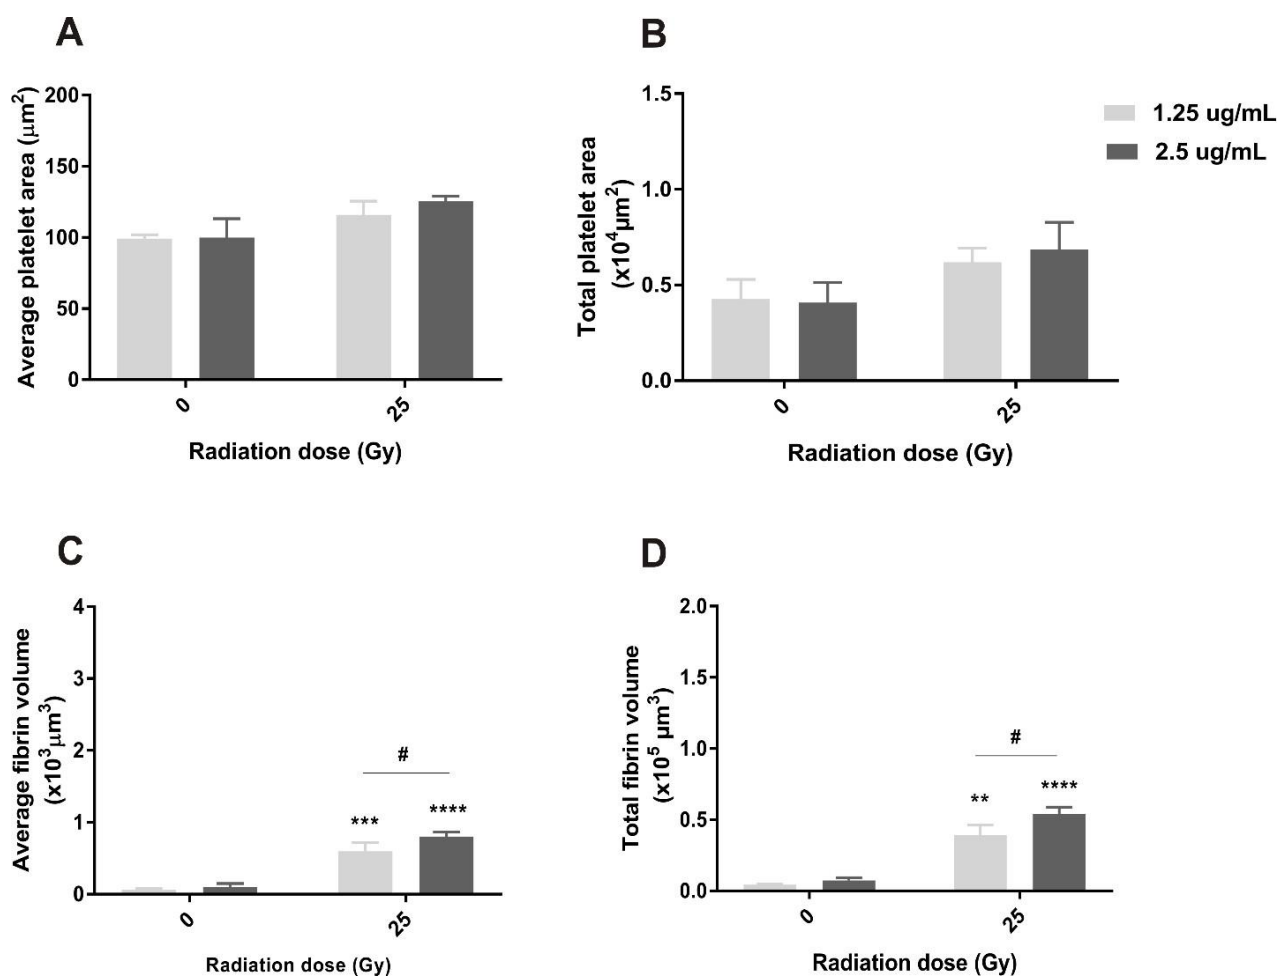 A
Average platelet area (μm²)
200
150
100
50
0
0
25
Radiation dose (Gy)
B
Total platelet area
(x10⁴μm²)
1.5
1.0
0.5
0.0
0
25
Radiation dose (Gy)
1.25 ug/mL
2.5 ug/mL
C
Average fibrin volume
(x10³μm³)
4
3
2
1
0
#
***
****
0
25
Radiation dose (Gy)
D
Total fibrin volume
(x10⁵ μm³)
2.0
1.5
1.0
0.5
0.0
#
**
****
0
25
Radiation dose (Gy)